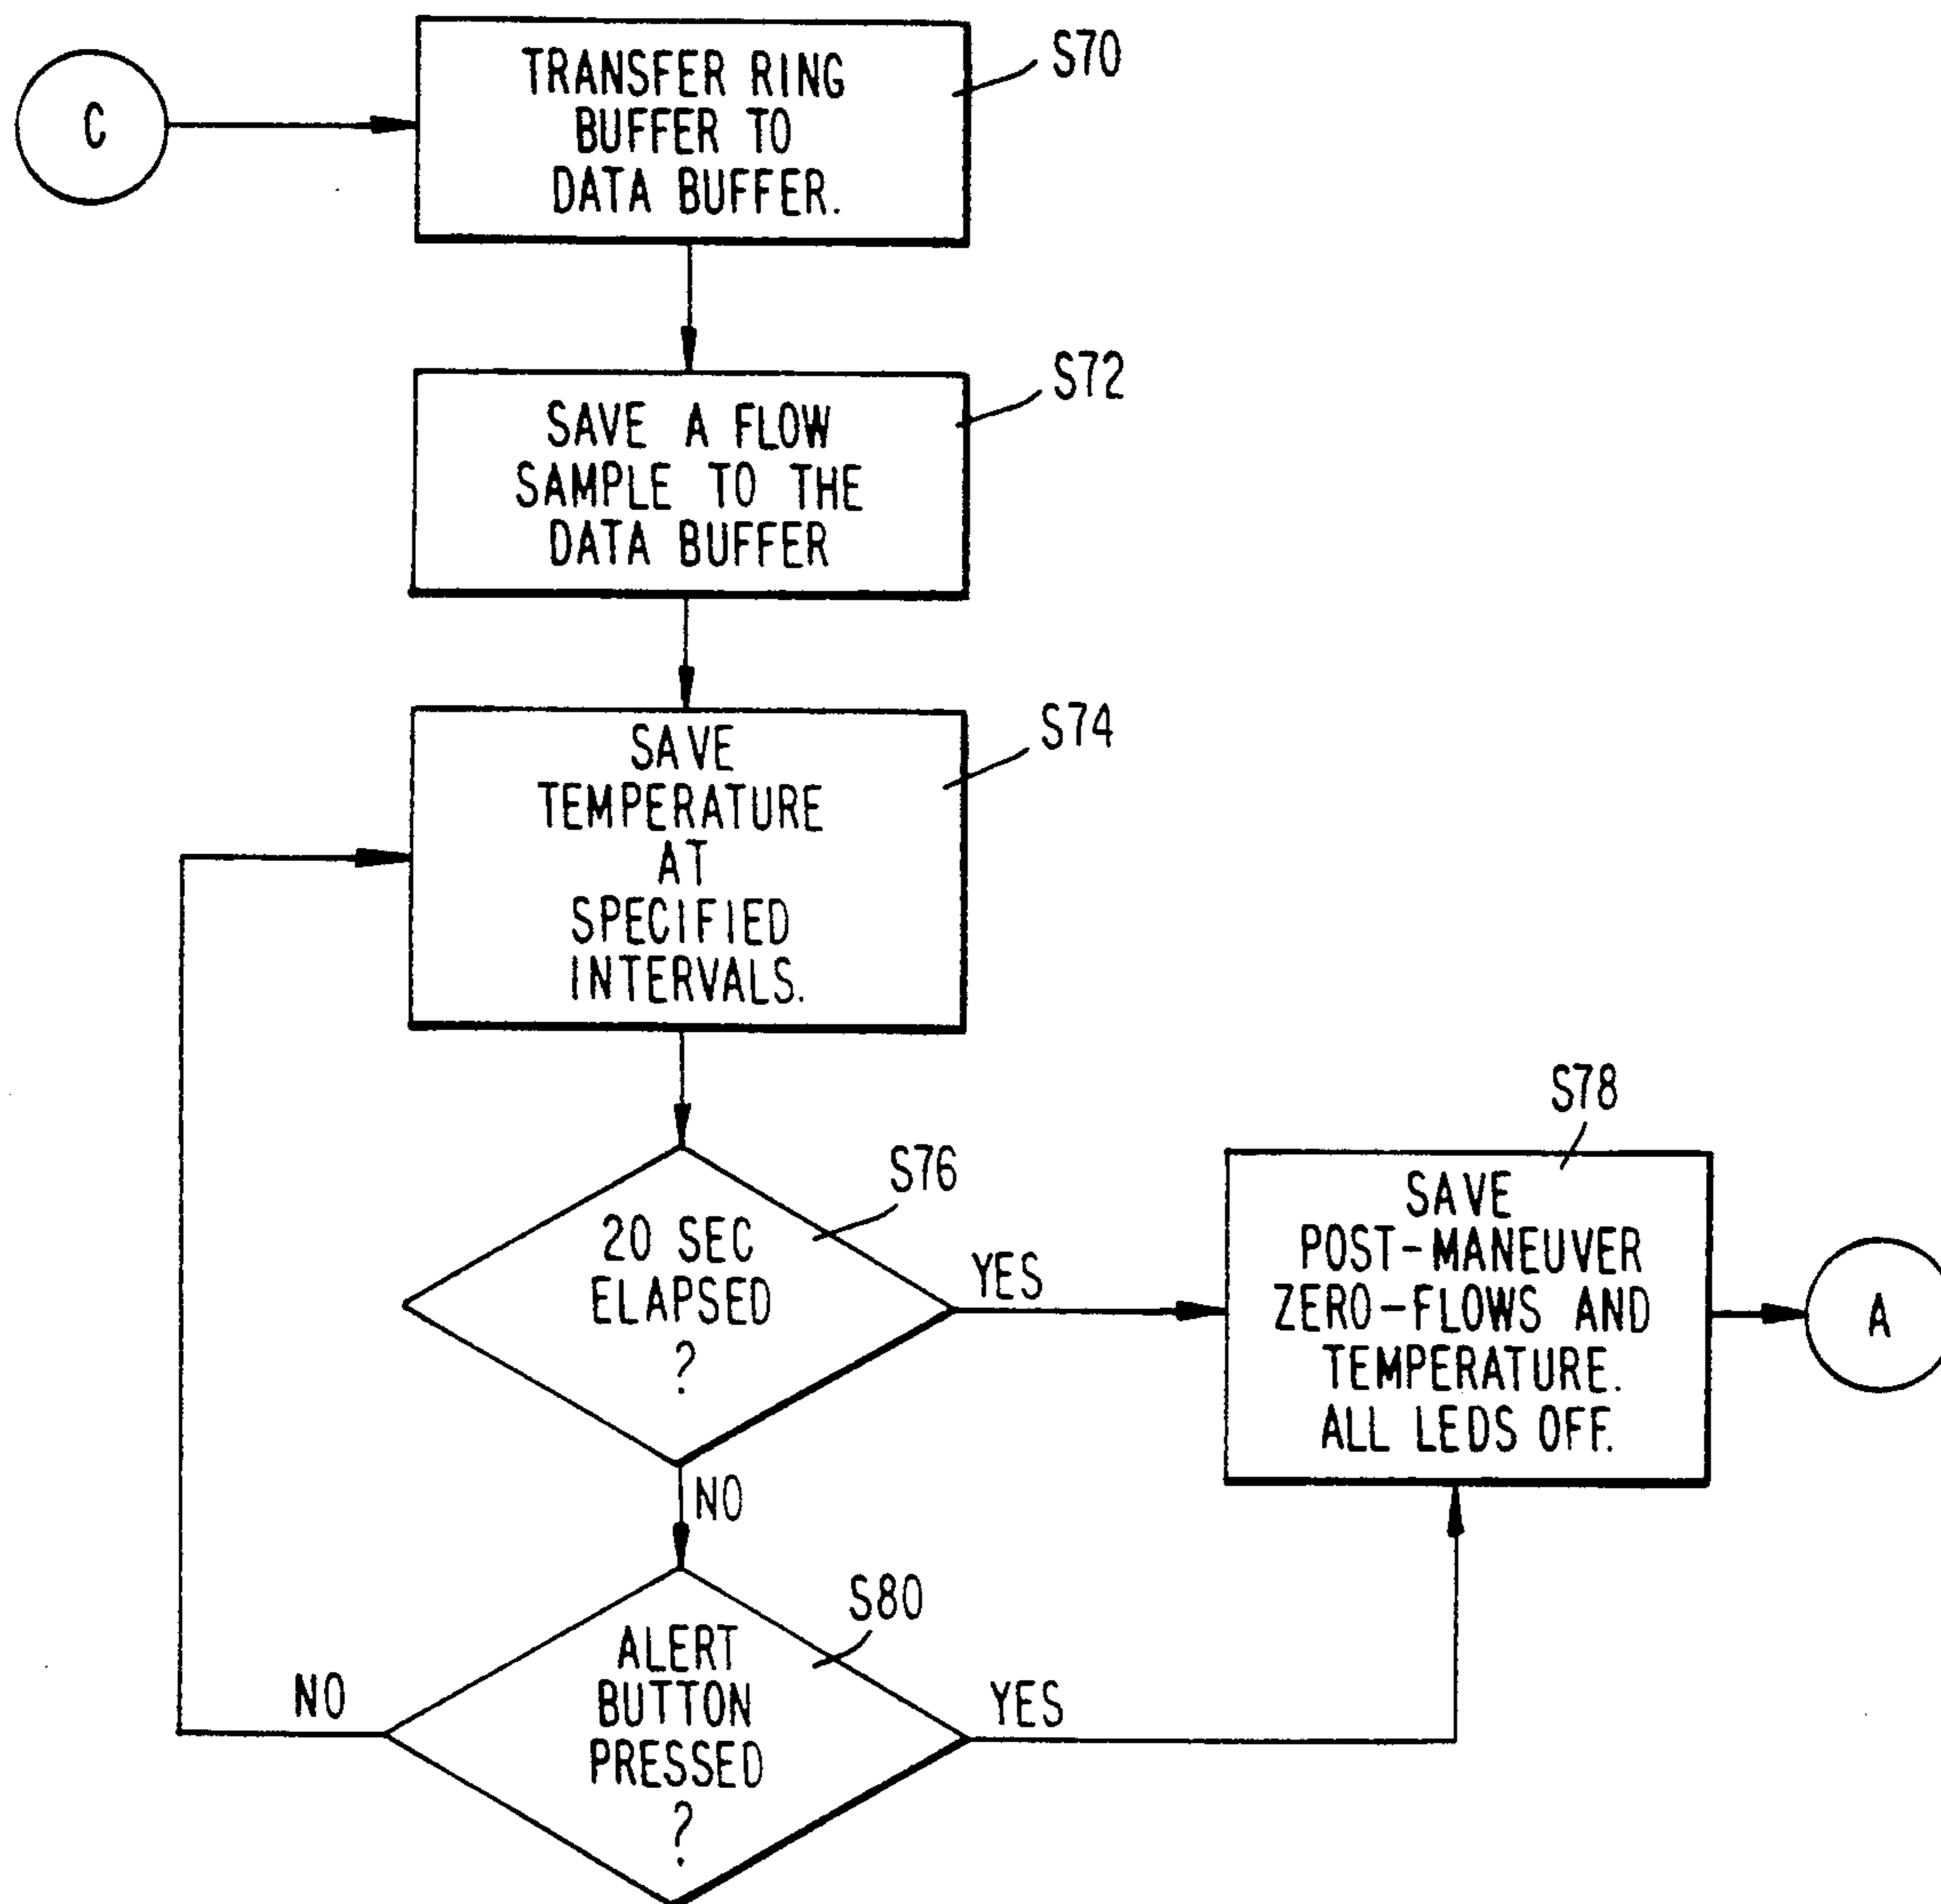 C
TRANSFER RING
BUFFER TO
DATA BUFFER.
S70
SAVE A FLOW
SAMPLE TO THE
DATA BUFFER
S72
SAVE
TEMPERATURE
AT
SPECIFIED
INTERVALS.
S74
20 SEC
ELAPSED
?
S76
YES
NO
SAVE
POST-MANEUVER
ZERO-FLOWS AND
TEMPERATURE.
ALL LEDS OFF.
S78
A
ALERT
BUTTON
PRESSED
?
S80
NO
YES